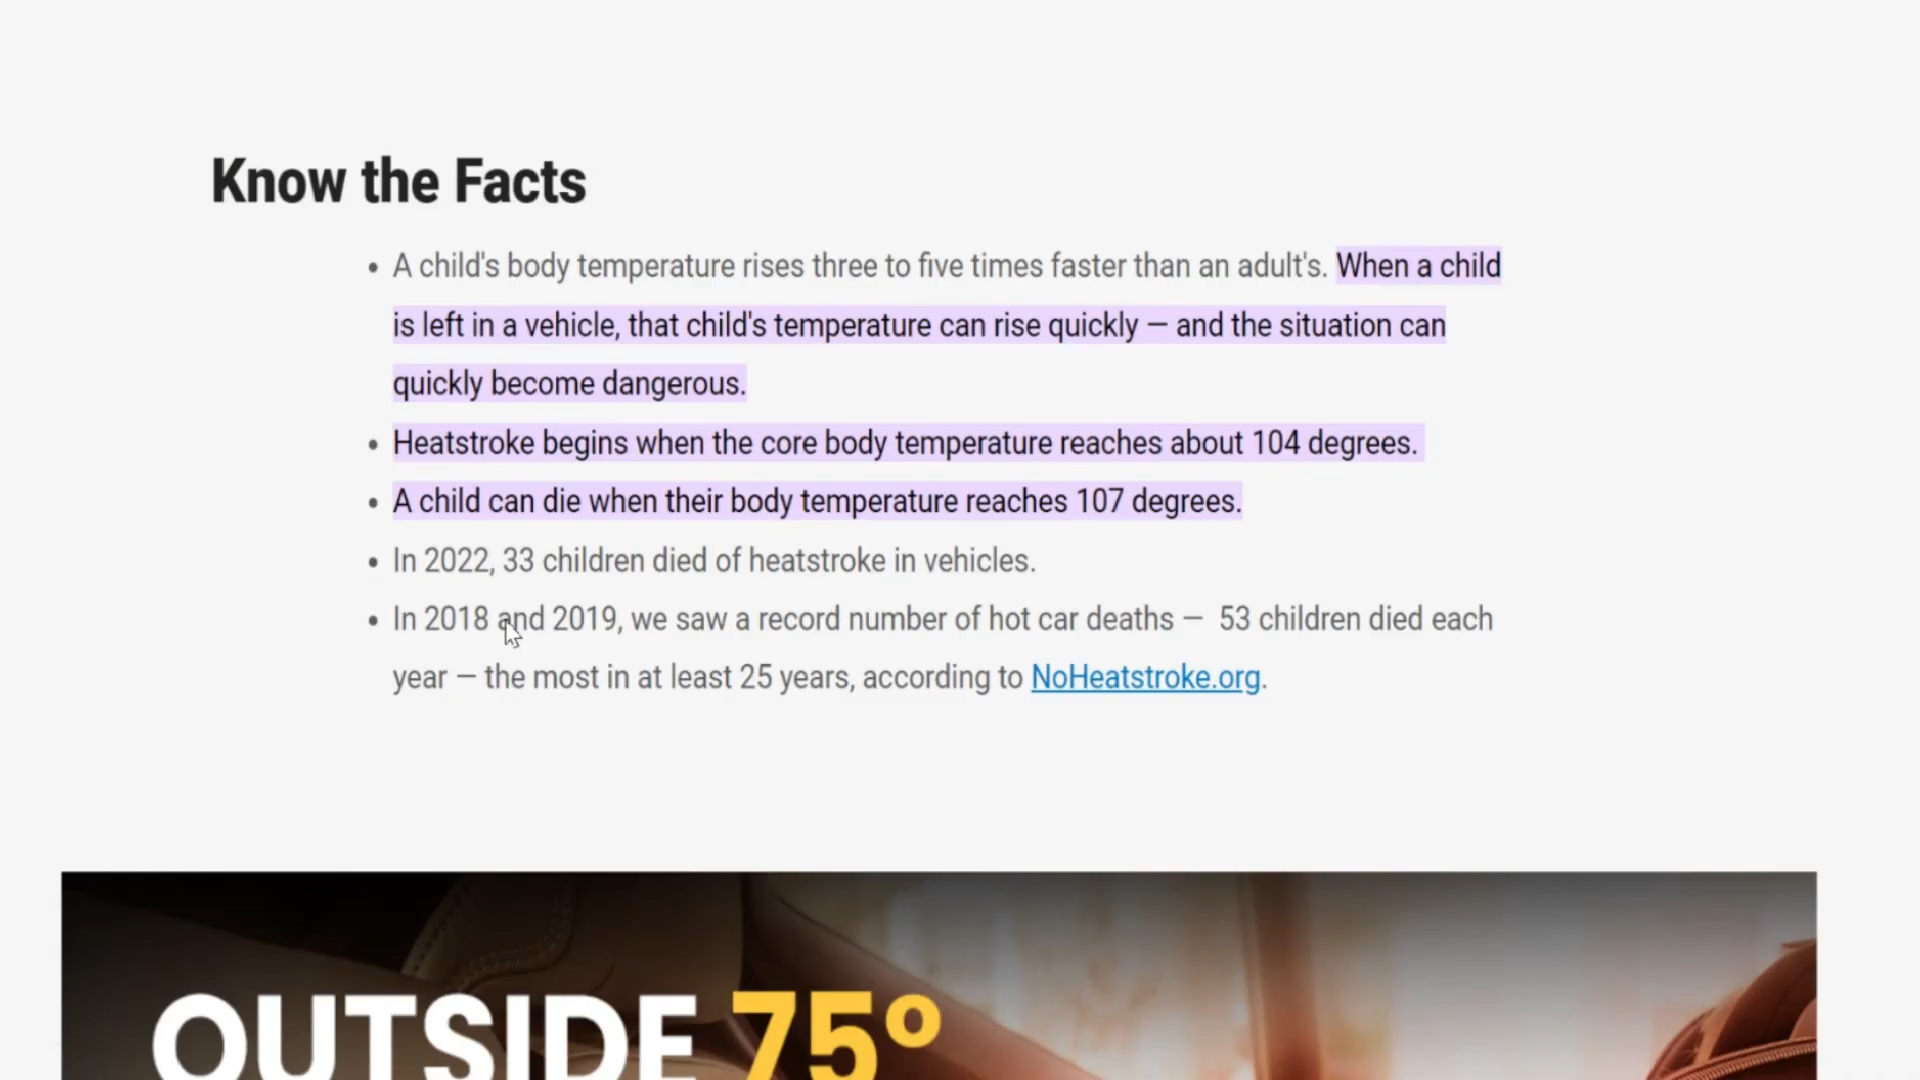 Know the Facts
• A child's body temperature rises three to five times faster than an adult's. When a child
is left in a vehicle, that child's temperature can rise quickly — and the situation can
quickly become dangerous.
• Heatstroke begins when the core body temperature reaches about 104 degrees.
• A child can die when their body temperature reaches 107 degrees.
• In 2022, 33 children died of heatstroke in vehicles.
• In 2018 and 2019, we saw a record number of hot car deaths — 53 children died each
year — the most in at least 25 years, according to NoHeatstroke.org.
OUTSIDE 75º